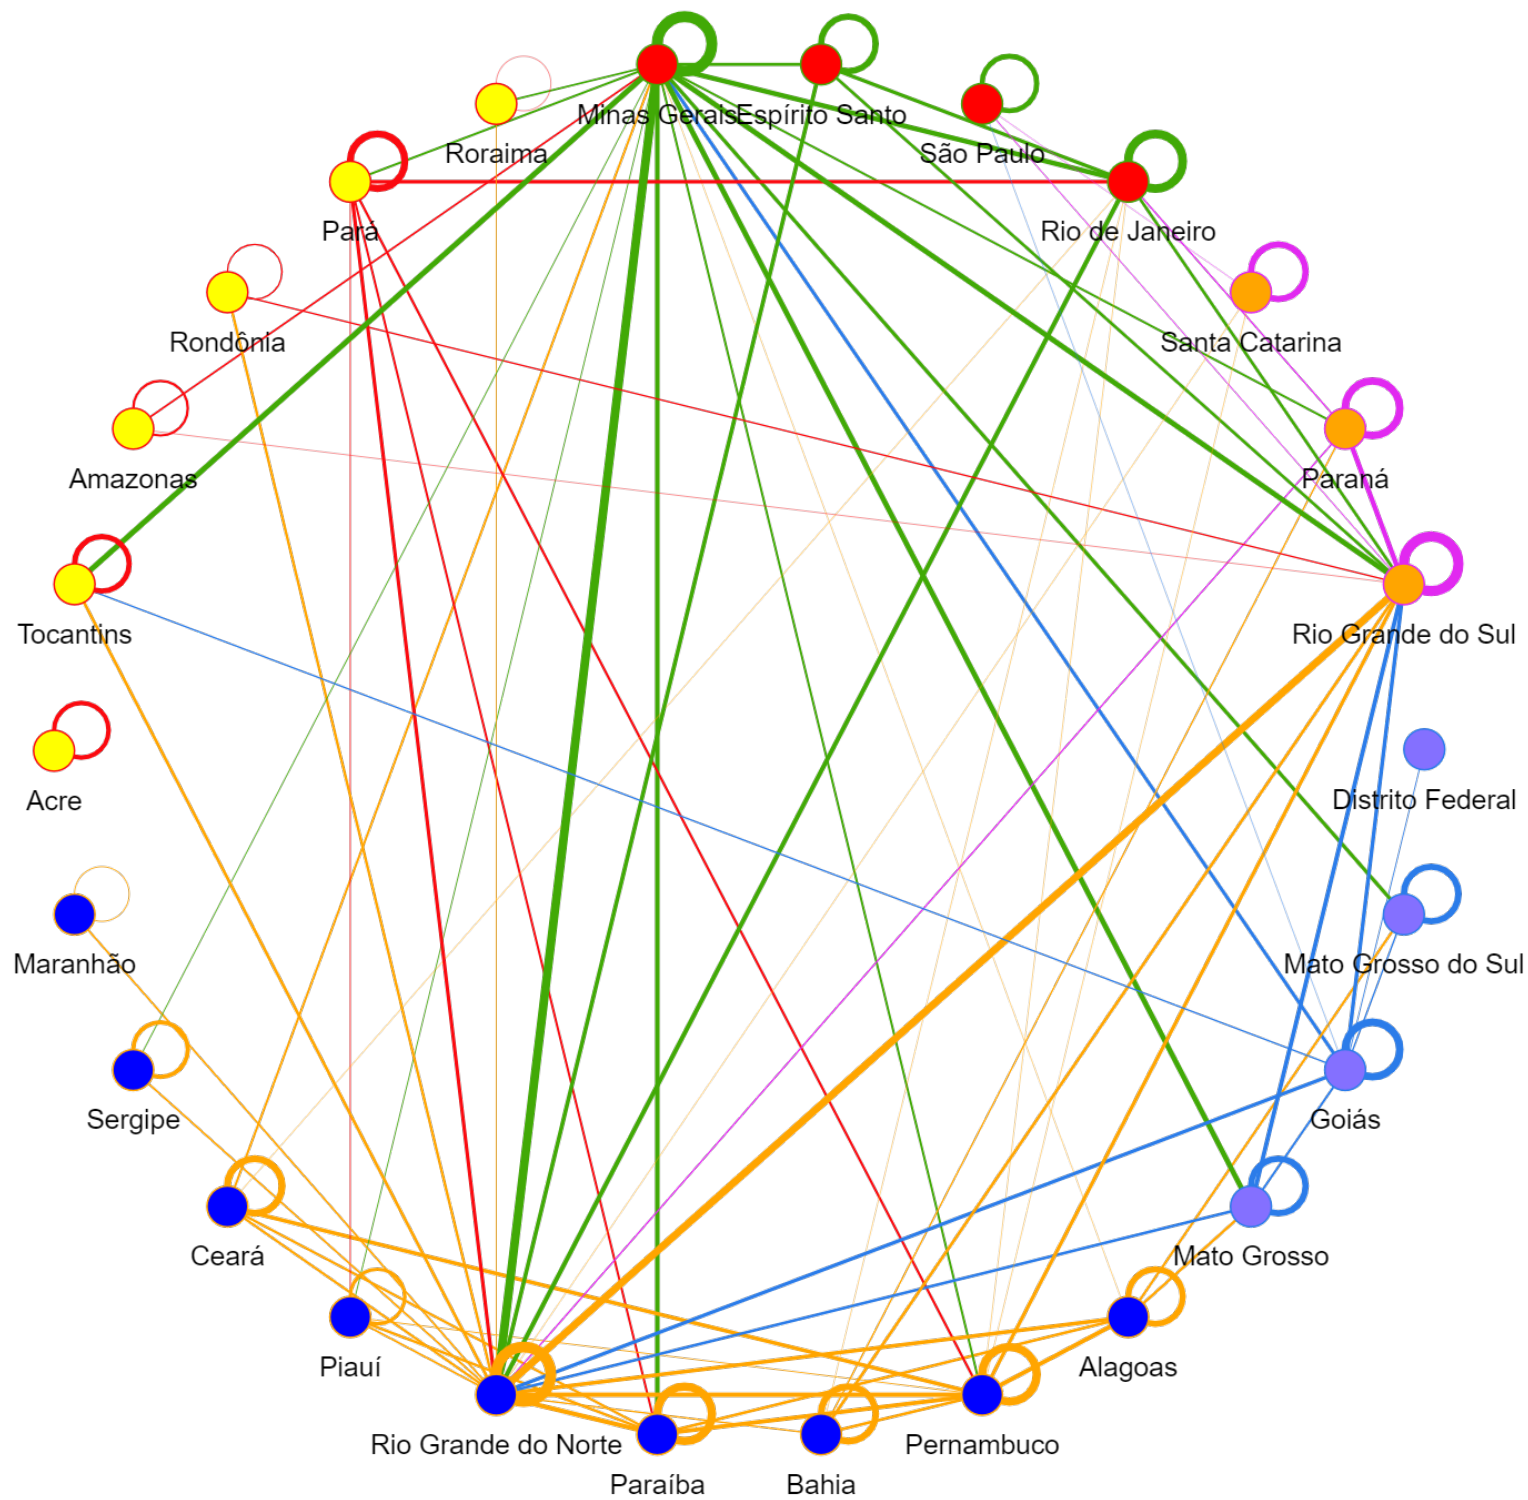 Minas Gerais
Espírito Santo
Roraima
São Paulo
Pará
Rio de Janeiro
Rondônia
Santa Catarina
Amazonas
Paraná
Tocantins
Rio Grande do Sul
Acre
Distrito Federal
Maranhão
Mato Grosso do Sul
Sergipe
Goiás
Ceará
Mato Grosso
Piauí
Alagoas
Rio Grande do Norte
Pernambuco
Paraíba
Bahia